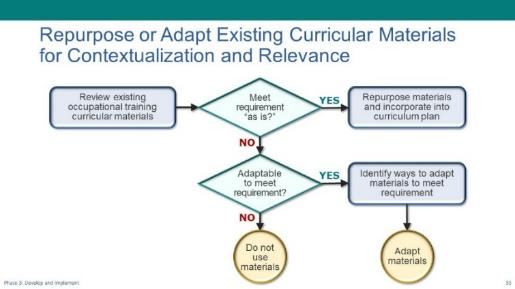 Repurpose or Adapt Existing Curricular Materials
for Contextualization and Relevance
Review existing
occupational training
curricular materials
Meet
requirement
"as is?"
YES
Repurpose materials
and incorporate into
curriculum plan
NO
Adaptable
to meet
requirement?
YES
Identify ways to adapt
materials to meet
requirement
NO
Do not
use
materials
Adapt
materials
Phase 3: Develop and Implement